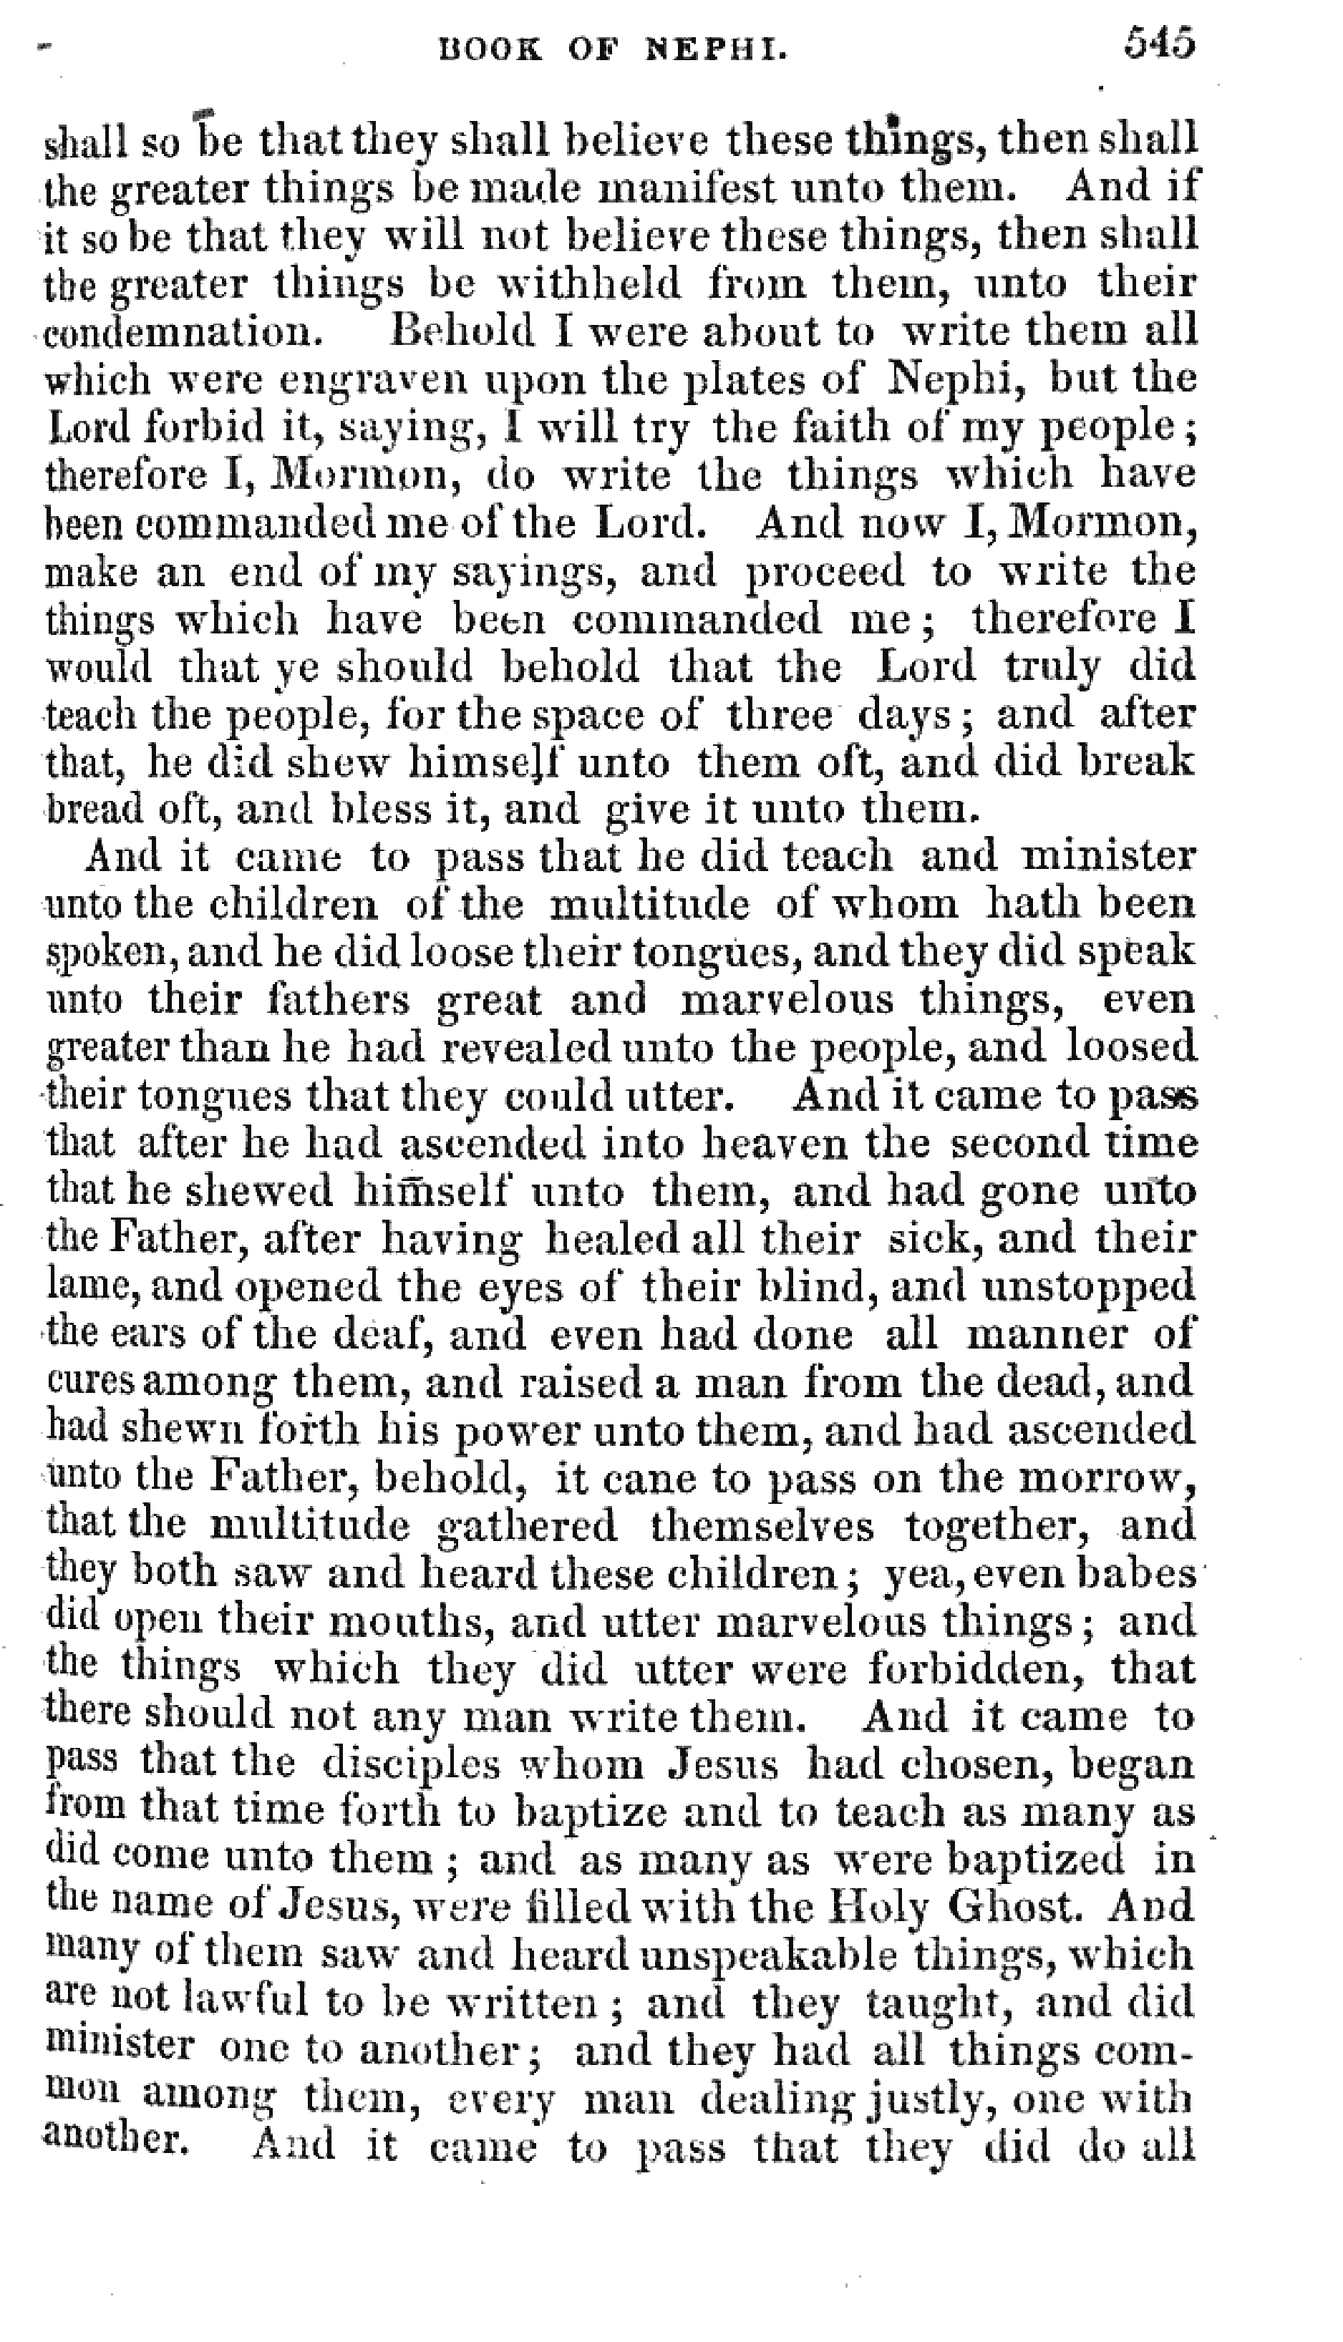 BOOK OF NEPHI. 545
shall so be that they shall believe these things, then shall
the greater things be made manifest unto them. And if
it so be that they will not believe these things, then shall
the greater things be withheld from them, unto their
condemnation. Behold I were about to write them all
which were engraven upon the plates of Nephi, but the
Lord forbid it, saying, I will try the faith of my people;
therefore I, Mormon, do write the things which have
been commanded me of the Lord. And now I, Mormon,
make an end of my sayings, and proceed to write the
things which have been commanded me; therefore I
would that ye should behold that the Lord truly did
teach the people, for the space of three days; and after
that, he did shew himself unto them oft, and did break
bread oft, and bless it, and give it unto them.
And it came to pass that he did teach and minister
unto the children of the multitude of whom hath been
spoken, and he did loose their tongues, and they did speak
unto their fathers great and marvelous things, even
greater than he had revealed unto the people, and loosed
their tongues that they could utter. And it came to pass
that after he had ascended into heaven the second time
that he shewed himself unto them, and had gone unto
the Father, after having healed all their sick, and their
lame, and opened the eyes of their blind, and unstopped
the ears of the deaf, and even had done all manner of
cures among them, and raised a man from the dead, and
had shewn forth his power unto them, and had ascended
unto the Father, behold, it cane to pass on the morrow,
that the multitude gathered themselves together, and
they both saw and heard these children; yea, even babes
did open their mouths, and utter marvelous things; and
the things which they did utter were forbidden, that
there should not any man write them. And it came to
pass that the disciples whom Jesus had chosen, began
from that time forth to baptize and to teach as many as
did come unto them; and as many as were baptized in
the name of Jesus, were filled with the Holy Ghost. And
many of them saw and heard unspeakable things, which
are not lawful to be written; and they taught, and did
minister one to another; and they had all things com-
mon among them, every man dealing justly, one with
another. And it came to pass that they did do all